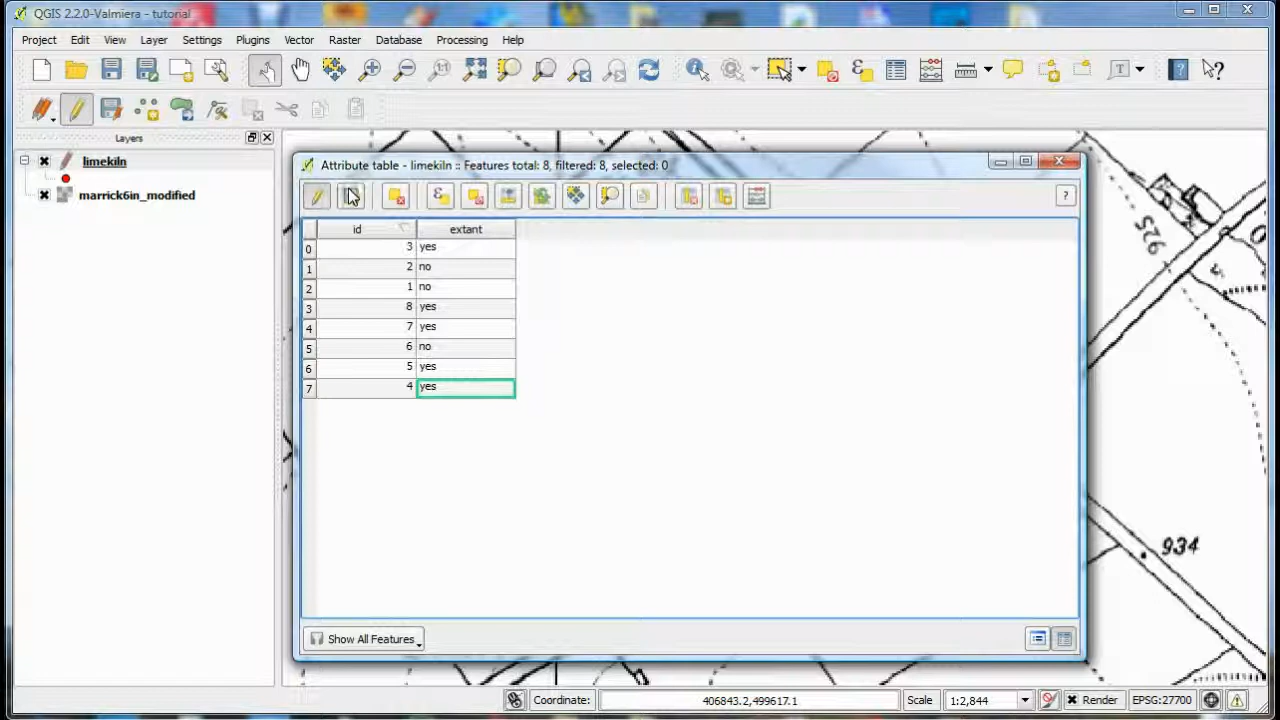 QGIS 2.2.0-Valmiera - tutorial
Project Edit View Layer Settings Plugins Vector Raster Database Processing Help
Layers
limekiln
marrick6in_modified
Attribute table - limekiln :: Features total: 8, filtered: 8, selected: 0
?
id extant
0 3 yes
1 2 no
2 1 no
3 8 yes
4 7 yes
5 6 no
6 5 yes
7 4 yes
Show All Features
925
934
Coordinate: 406843.2,499617.1 Scale 1:2,844 Render EPSG:27700